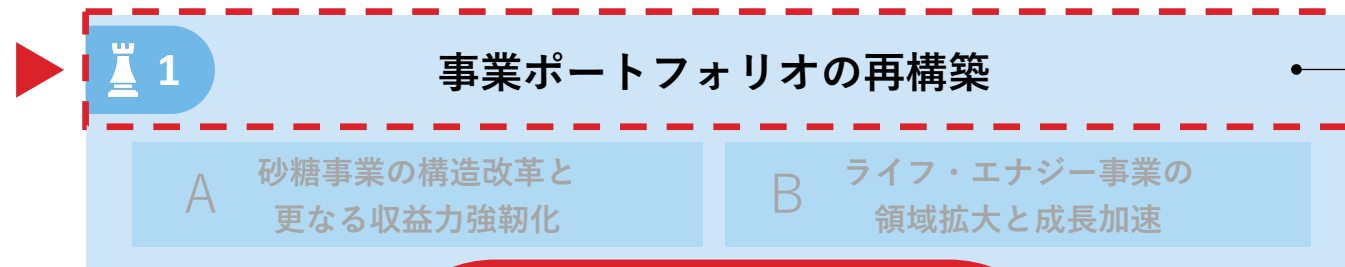 1
事業ポートフォリオの再構築
A
砂糖事業の構造改革と
更なる収益力強靭化
B
ライフ・エナジー事業の
領域拡大と成長加速